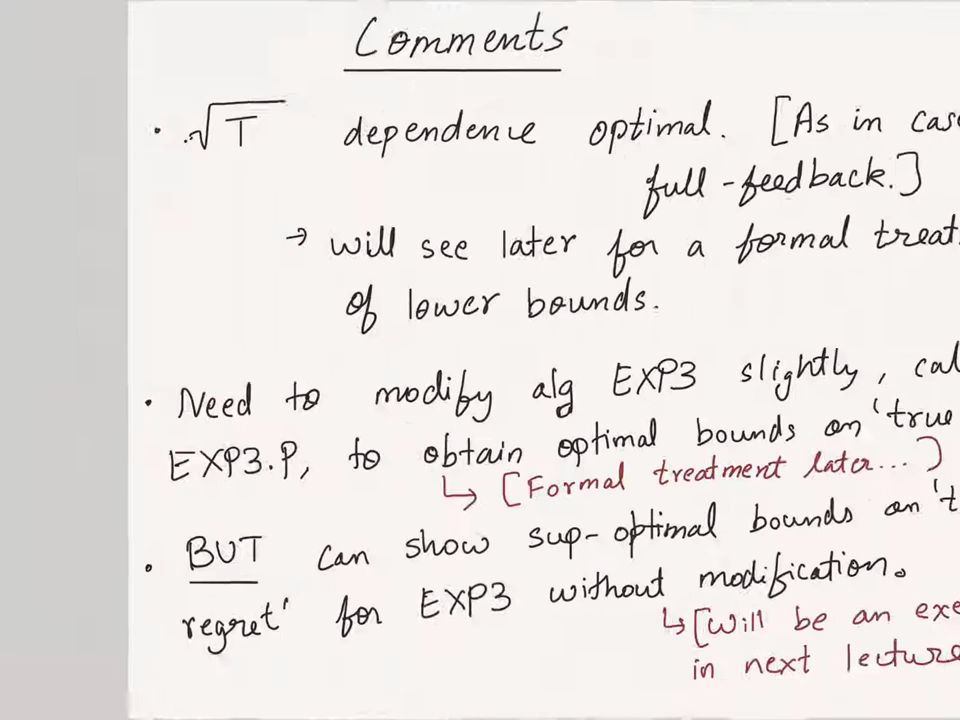 Comments
· √T dependence optimal. [As in cas
full-feedback.]
→ will see later for a formal treat
of lower bounds.
· Need to modify alg EXP3 slightly, cal
EXP3.P, to obtain optimal bounds on 'true
↳ [Formal treatment later...]
· BUT can show sup-optimal bounds on 't
regret' for EXP3 without modification.
↳ [Will be an exe
in next lecture